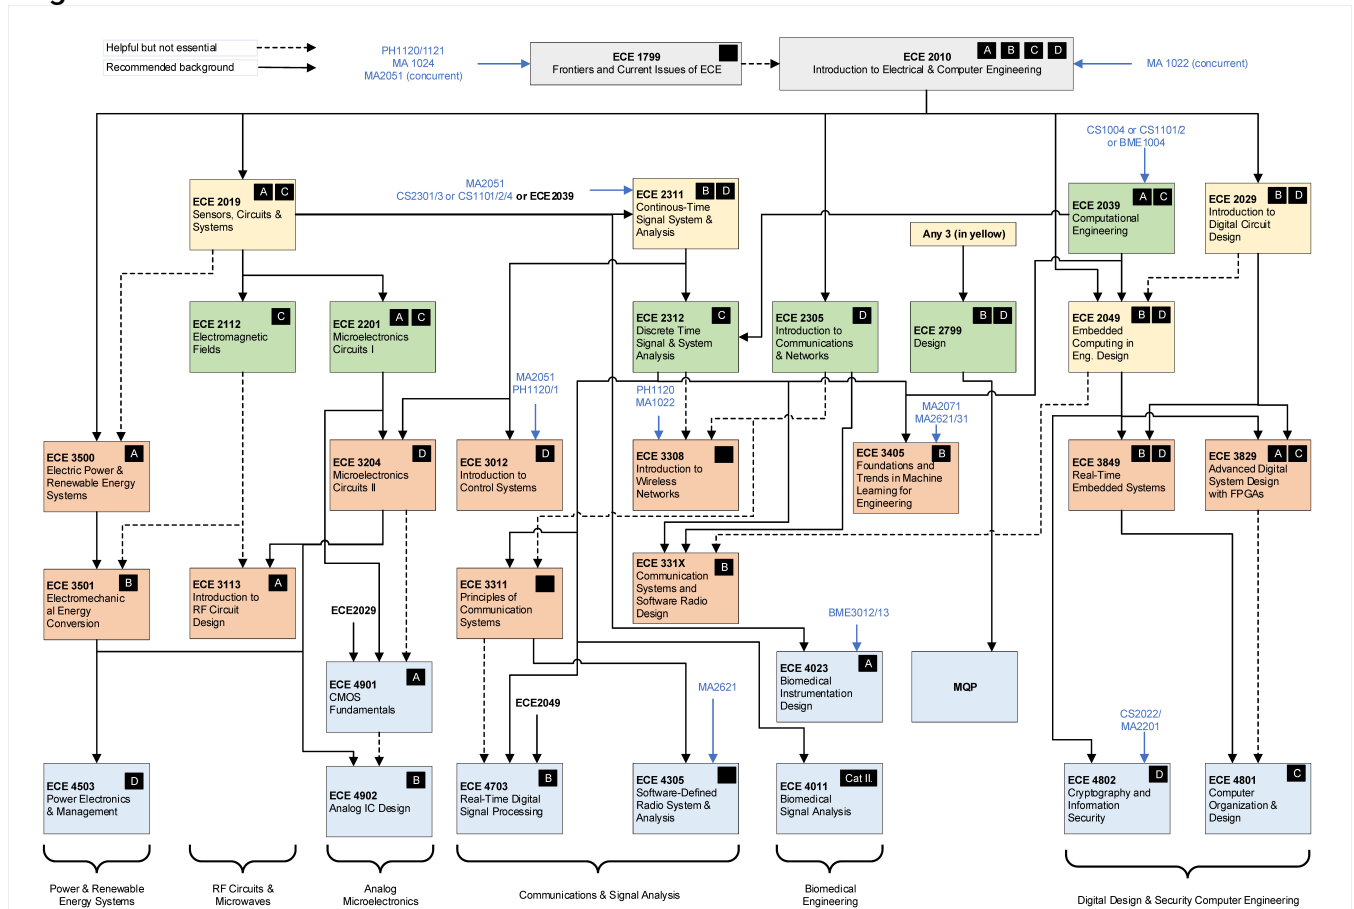 Helpful but not essential
Recommended background
PH1120/1121
MA 1024
MA2051 (concurrent)
ECE 1799
Frontiers and Current Issues of ECE
ECE 2010
A B C D
Introduction to Electrical & Computer Engineering
MA 1022 (concurrent)
CS1004 or CS1101/2
or BME1004
ECE 2019
A C
Sensors, Circuits &
Systems
MA2051
CS2301/3 or CS1101/2/4 or ECE2039
ECE 2311
B D
Continous-Time
Signal System &
Analysis
Any 3 (in yellow)
ECE 2039
A C
Computational
Engineering
ECE 2029
B D
Introduction to
Digital Circuit
Design
ECE 2112
C
Electromagnetic
Fields
ECE 2201
A C
Microelectronics
Circuits I
ECE 2312
C
Discrete Time
Signal & System
Analysis
ECE 2305
D
Introduction to
Communications
& Networks
ECE 2799
B D
Design
ECE 2049
B D
Embedded
Computing in
Eng. Design
MA2051
PH1120/1
PH1120
MA1022
MA2071
MA2621/31
ECE 3500
A
Electric Power &
Renewable Energy
Systems
ECE 3204
D
Microelectronics
Circuits II
ECE 3012
D
Introduction to
Control Systems
ECE 3308
Introduction to
Wireless
Networks
ECE 3405
B
Foundations and
Trends in Machine
Learning for
Engineering
ECE 3849
B D
Real-Time
Embedded Systems
ECE 3829
A C
Advanced Digital
System Design
with FPGAs
ECE 3501
B
Electromechanic
al Energy
Conversion
ECE 3113
A
Introduction to
RF Circuit
Design
ECE2029
ECE 3311
Principles of
Communication
Systems
ECE 331X
B
Communication
Systems and
Software Radio
Design
BME3012/13
ECE 4901
A
CMOS
Fundamentals
ECE2049
MA2621
ECE 4023
A
Biomedical
Instrumentation
Design
MQP
CS2022/
MA2201
ECE 4503
D
Power Electronics
& Management
ECE 4902
B
Analog IC Design
ECE 4703
B
Real-Time Digital
Signal Processing
ECE 4305
Software-Defined
Radio System &
Analysis
ECE 4011
Cat II.
Biomedical
Signal Analysis
ECE 4802
D
Cryptography and
Information
Security
ECE 4801
C
Computer
Organization &
Design
Power & Renewable
Energy Systems
RF Circuits &
Microwaves
Analog
Microelectronics
Communications & Signal Analysis
Biomedical
Engineering
Digital Design & Security Computer Engineering